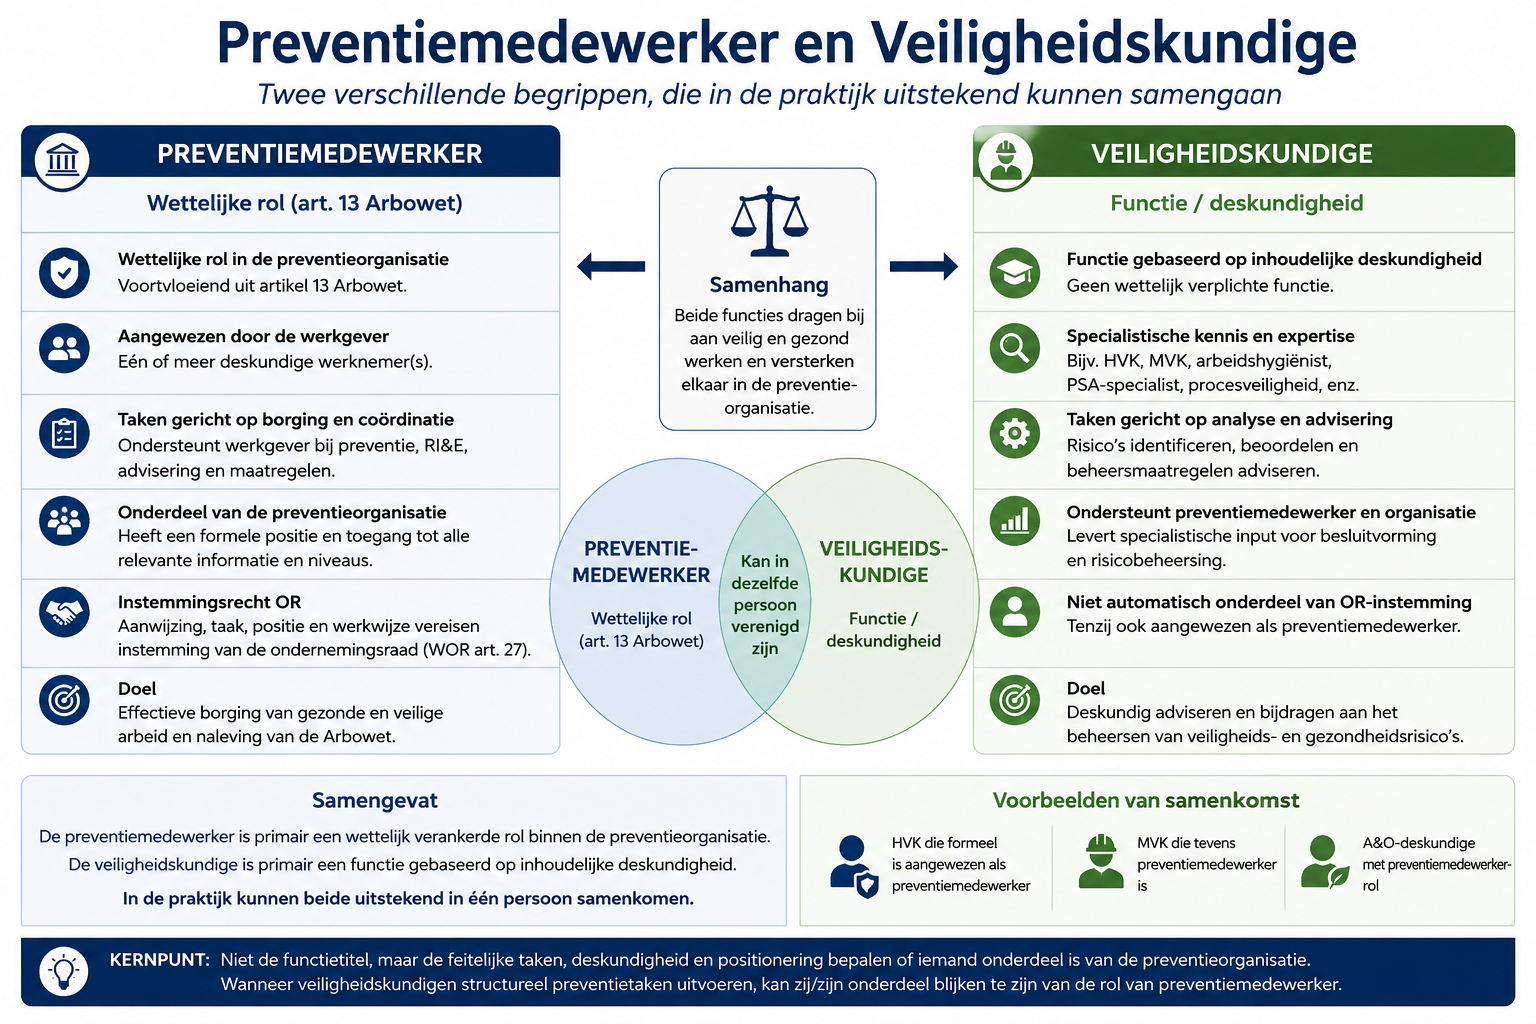 Preventiemedewerker en Veiligheidskundige
Twee verschillende begrippen, die in de praktijk uitstekend kunnen samengaan
PREVENTIEMEDEWERKER
Wettelijke rol (art. 13 Arbowet)
Wettelijke rol in de preventieorganisatie
Voortvloeiend uit artikel 13 Arbowet.
Aangewezen door de werkgever
Eén of meer deskundige werknemer(s).
Taken gericht op borging en coördinatie
Ondersteunt werkgever bij preventie, RI&E,
advisering en maatregelen.
Onderdeel van de preventieorganisatie
Heeft een formele positie en toegang tot alle
relevante informatie en niveaus.
Instemmingsrecht OR
Aanwijzing, taak, positie en werkwijze vereisen
instemming van de ondernemingsraad (WOR art. 27).
Doel
Effectieve borging van gezonde en veilige
arbeid en naleving van de Arbowet.
Samenhang
Beide functies dragen bij
aan veilig en gezond
werken en versterken
elkaar in de preventie-
organisatie.
PREVENTIE-
MEDEWERKER
Wettelijke rol
(art. 13 Arbowet)
Kan in
dezelfde
persoon
verenigd
zijn
VEILIGHEIDS-
KUNDIGE
Functie /
deskundigheid
VEILIGHEIDSKUNDIGE
Functie / deskundigheid
Functie gebaseerd op inhoudelijke deskundigheid
Geen wettelijk verplichte functie.
Specialistische kennis en expertise
Bijv. HVK, MVK, arbeidshygiënist,
PSA-specialist, procesveiligheid, enz.
Taken gericht op analyse en advisering
Risico's identificeren, beoordelen en
beheersmaatregelen adviseren.
Ondersteunt preventiemedewerker en organisatie
Levert specialistische input voor besluitvorming
en risicobeheersing.
Niet automatisch onderdeel van OR-instemming
Tenzij ook aangewezen als preventiemedewerker.
Doel
Deskundig adviseren en bijdragen aan het
beheersen van veiligheids- en gezondheidsrisico's.
Samengevat
De preventiemedewerker is primair een wettelijk verankerde rol binnen de preventieorganisatie.
De veiligheidskundige is primair een functie gebaseerd op inhoudelijke deskundigheid.
In de praktijk kunnen beide uitstekend in één persoon samenkomen.
Voorbeelden van samenkomst
HVK die formeel
is aangewezen als
preventiemedewerker
MVK die tevens
preventiemedewerker
is
A&O-deskundige
met preventiemedewerker-
rol
KERNPUNT: Niet de functietitel, maar de feitelijke taken, deskundigheid en positionering bepalen of iemand onderdeel is van de preventieorganisatie.
Wanneer veiligheidskundigen structureel preventietaken uitvoeren, kan zij/zijn onderdeel blijken te zijn van de rol van preventiemedewerker.